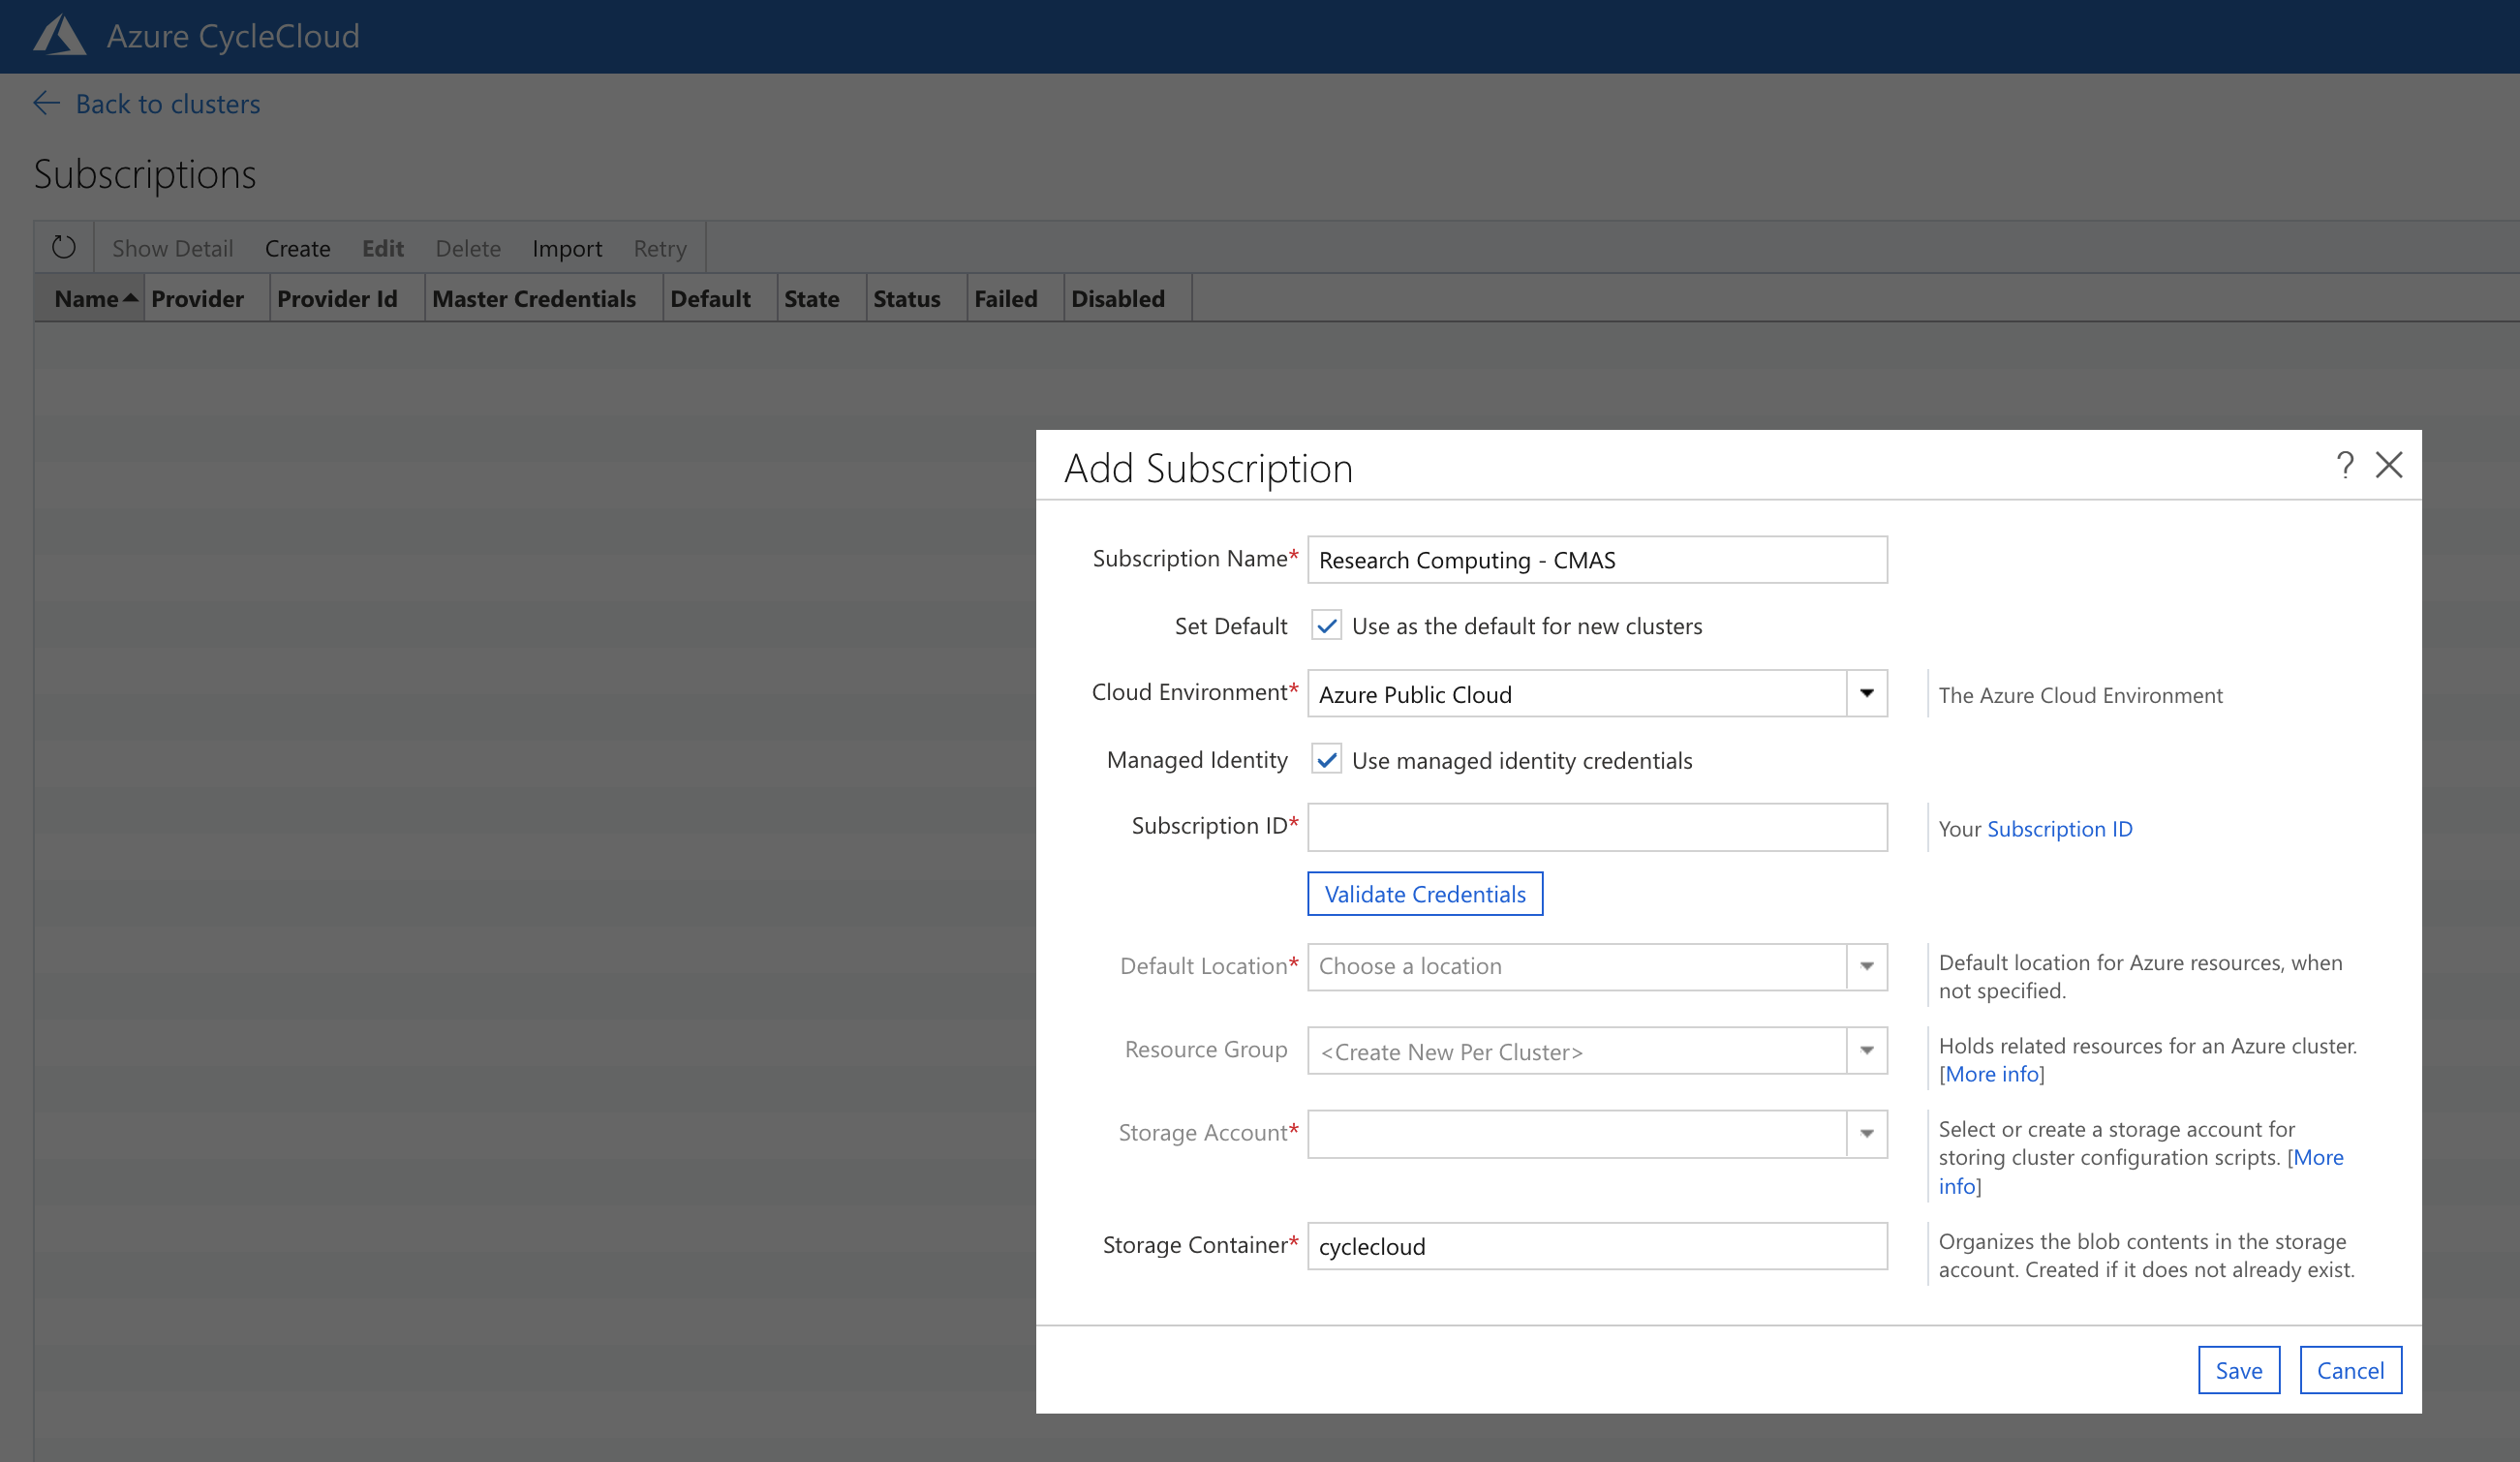 Azure CycleCloud
Back to clusters
Subscriptions
Show Detail Create Edit Delete Import Retry
Name Provider Provider Id Master Credentials Default State Status Failed Disabled
Add Subscription ?
Subscription Name* Research Computing - CMAS
Set Default Use as the default for new clusters
Cloud Environment* Azure Public Cloud The Azure Cloud Environment
Managed Identity Use managed identity credentials
Subscription ID* Your Subscription ID
Validate Credentials
Default Location* Choose a location Default location for Azure resources, when
not specified.
Resource Group <Create New Per Cluster> Holds related resources for an Azure cluster.
[More info]
Storage Account* Select or create a storage account for
storing cluster configuration scripts. [More
info]
Storage Container* cyclecloud Organizes the blob contents in the storage
account. Created if it does not already exist.
Save Cancel